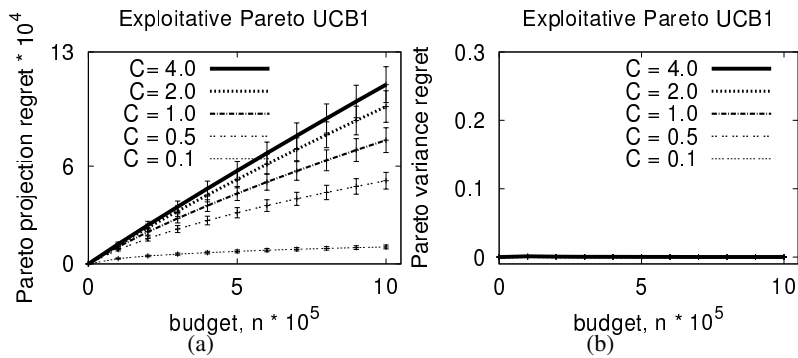 Exploitative Pareto UCB1
Pareto projection regret * 10^4
13
6
0
C= 4.0
C = 2.0
C = 1.0
C = 0.5
C = 0.1
0
5
10
budget, n * 10^5
(a)
Exploitative Pareto UCB1
Pareto variance regret
0.3
0.2
0.1
0
C = 4.0
C = 2.0
C = 1.0
C = 0.5
C = 0.1
0
5
10
budget, n * 10^5
(b)